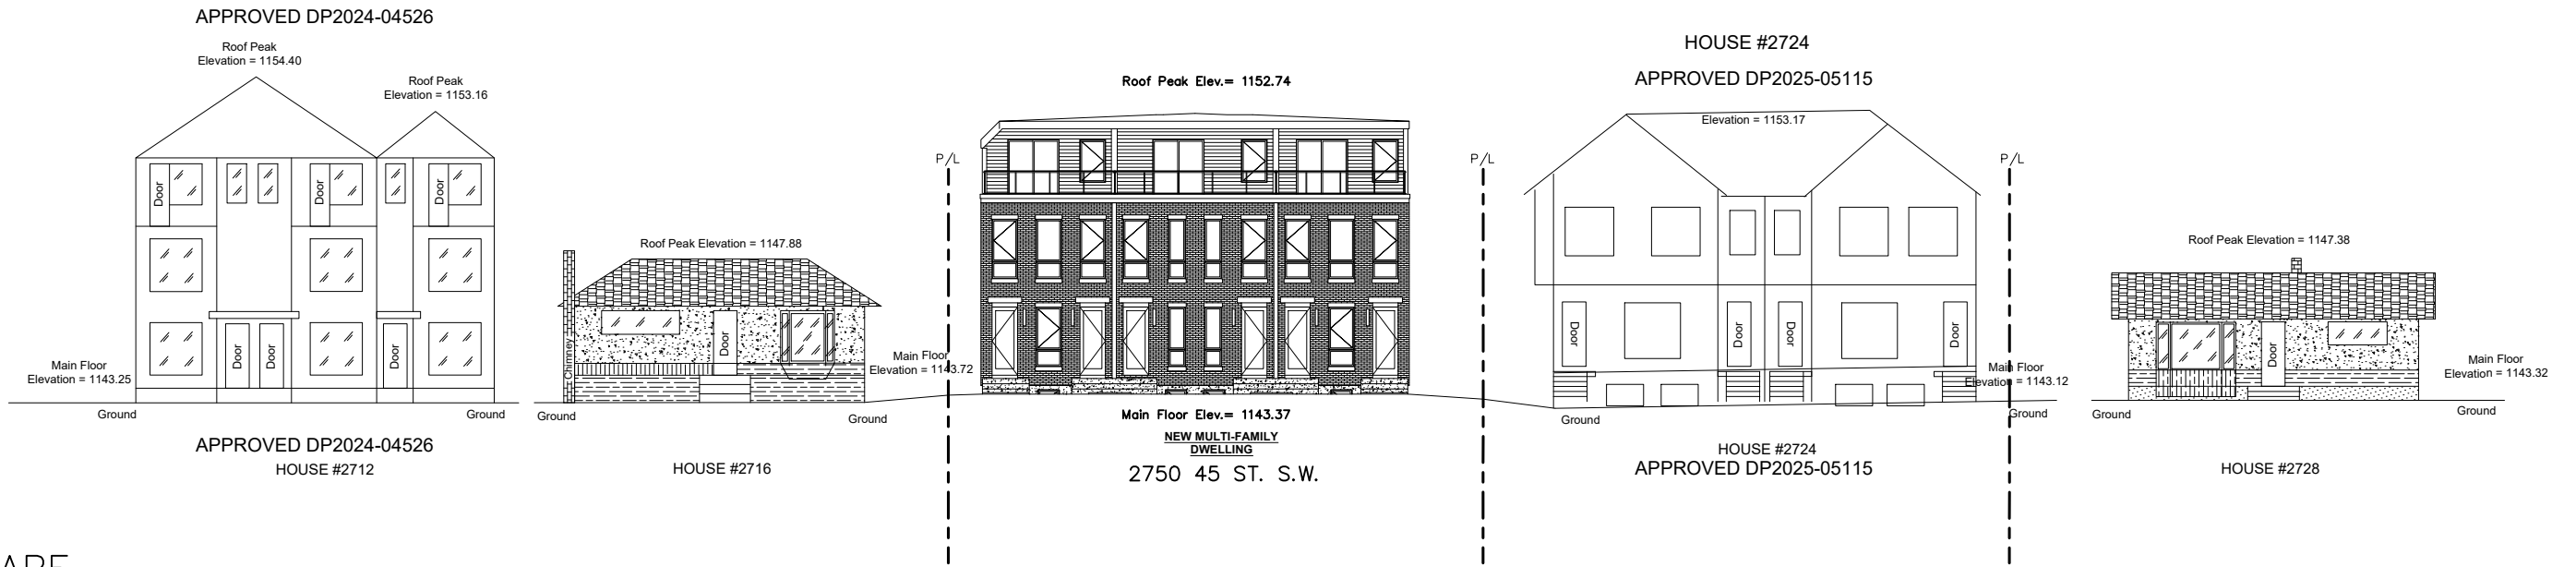 APPROVED DP2024-04526
Roof Peak
Elevation = 1154.40
Roof Peak
Elevation = 1153.16
Door
Door
Door
Door
Door
Door
Main Floor
Elevation = 1143.25
Ground
Ground
APPROVED DP2024-04526
HOUSE #2712
Roof Peak Elevation = 1147.88
Chimney
Door
Main Floor
Elevation = 1143.72
Ground
Ground
HOUSE #2716
P/L
Roof Peak Elev.= 1152.74
Main Floor Elev.= 1143.37
NEW MULTI-FAMILY
DWELLING
2750 45 ST. S.W.
P/L
HOUSE #2724
APPROVED DP2025-05115
Elevation = 1153.17
Door
Door
Door
Door
Main Floor
Elevation = 1143.12
Ground
Ground
HOUSE #2724
APPROVED DP2025-05115
P/L
Roof Peak Elevation = 1147.38
Door
Main Floor
Elevation = 1143.32
Ground
Ground
HOUSE #2728